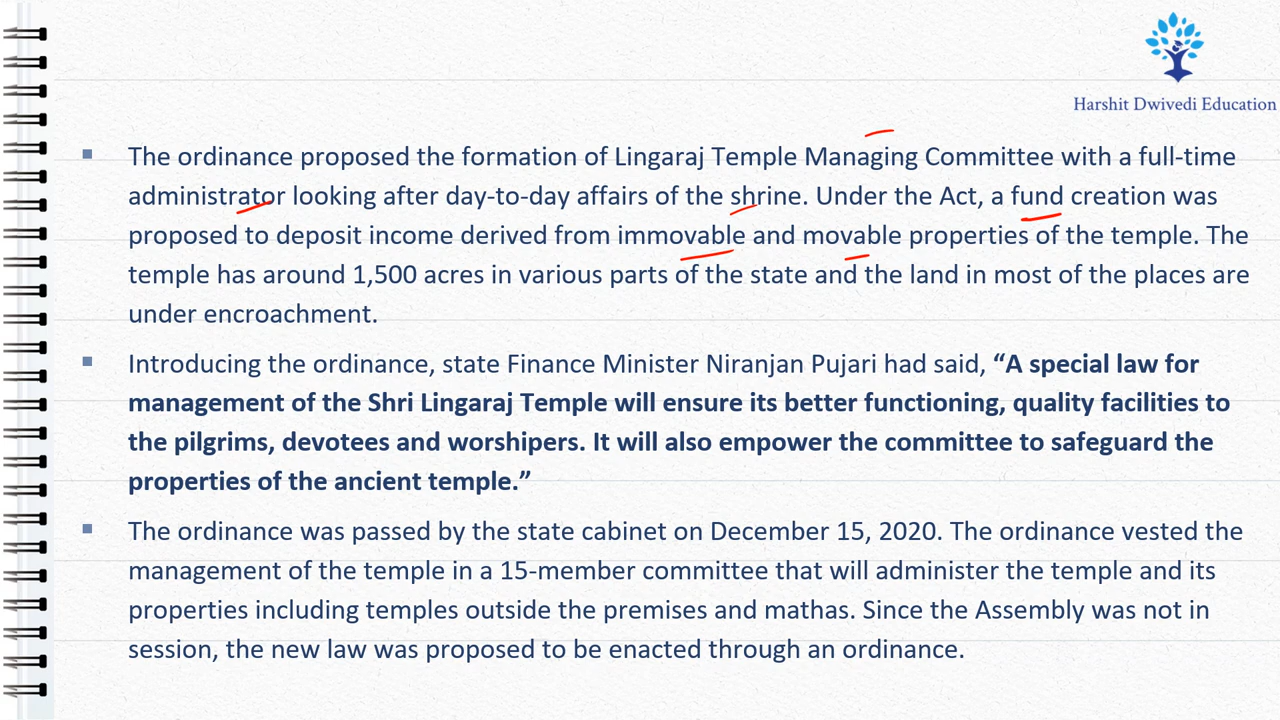 Harshit Dwivedi Education
▪ The ordinance proposed the formation of Lingaraj Temple Managing Committee with a full-time
administrator looking after day-to-day affairs of the shrine. Under the Act, a fund creation was
proposed to deposit income derived from immovable and movable properties of the temple. The
temple has around 1,500 acres in various parts of the state and the land in most of the places are
under encroachment.
▪ Introducing the ordinance, state Finance Minister Niranjan Pujari had said, “A special law for
management of the Shri Lingaraj Temple will ensure its better functioning, quality facilities to
the pilgrims, devotees and worshipers. It will also empower the committee to safeguard the
properties of the ancient temple.”
▪ The ordinance was passed by the state cabinet on December 15, 2020. The ordinance vested the
management of the temple in a 15-member committee that will administer the temple and its
properties including temples outside the premises and mathas. Since the Assembly was not in
session, the new law was proposed to be enacted through an ordinance.